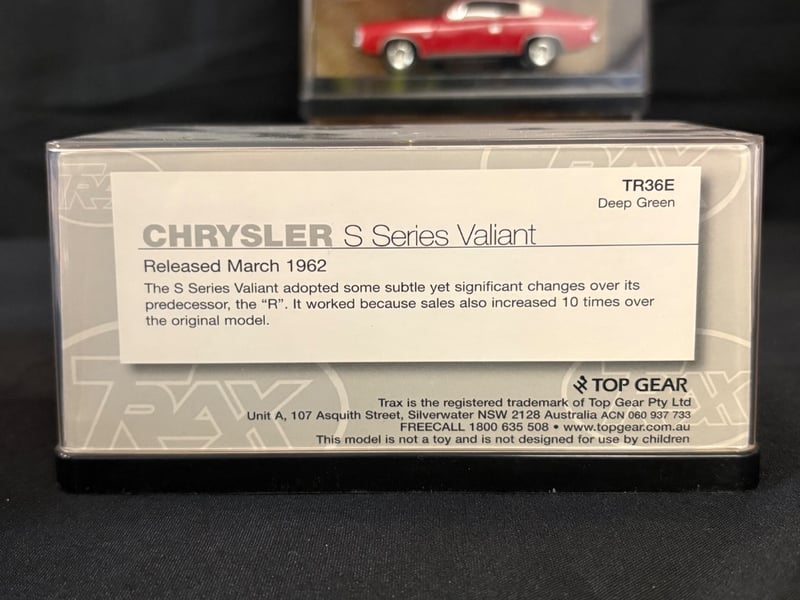 TRAX
TRAX
TR36E
Deep Green
CHRYSLER S Series Valiant
Released March 1962
The S Series Valiant adopted some subtle yet significant changes over its
predecessor, the “R”. It worked because sales also increased 10 times over
the original model.
TRAX
TRAX
TOP GEAR
Trax is the registered trademark of Top Gear Pty Ltd
Unit A, 107 Asquith Street, Silverwater NSW 2128 Australia ACN 060 937 733
FREECALL 1800 635 508 • www.topgear.com.au
This model is not a toy and is not designed for use by children